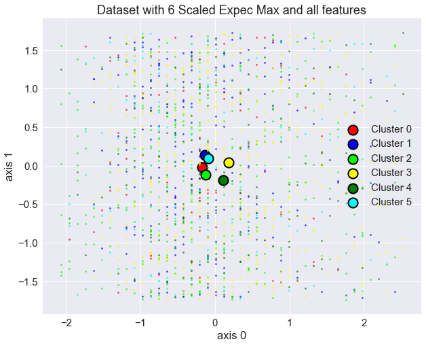 Dataset with 6 Scaled Expec Max and all features
1.5
1.0
0.5
0.0
−0.5
−1.0
−1.5
axis 1
Cluster 0
Cluster 1
Cluster 2
Cluster 3
Cluster 4
Cluster 5
−2
−1
0
1
2
axis 0